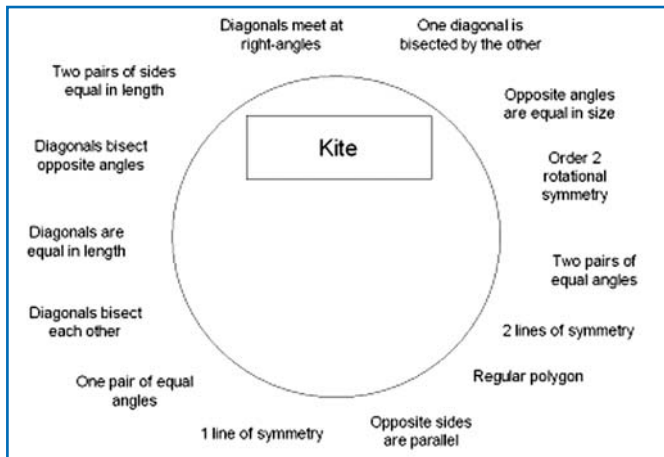 Diagonals meet at
right-angles
One diagonal is
bisected by the other
Two pairs of sides
equal in length
Opposite angles
are equal in size
Kite
Diagonals bisect
opposite angles
Order 2
rotational
symmetry
Diagonals are
equal in length
Two pairs of
equal angles
Diagonals bisect
each other
2 lines of symmetry
One pair of equal
angles
Regular polygon
1 line of symmetry
Opposite sides
are parallel